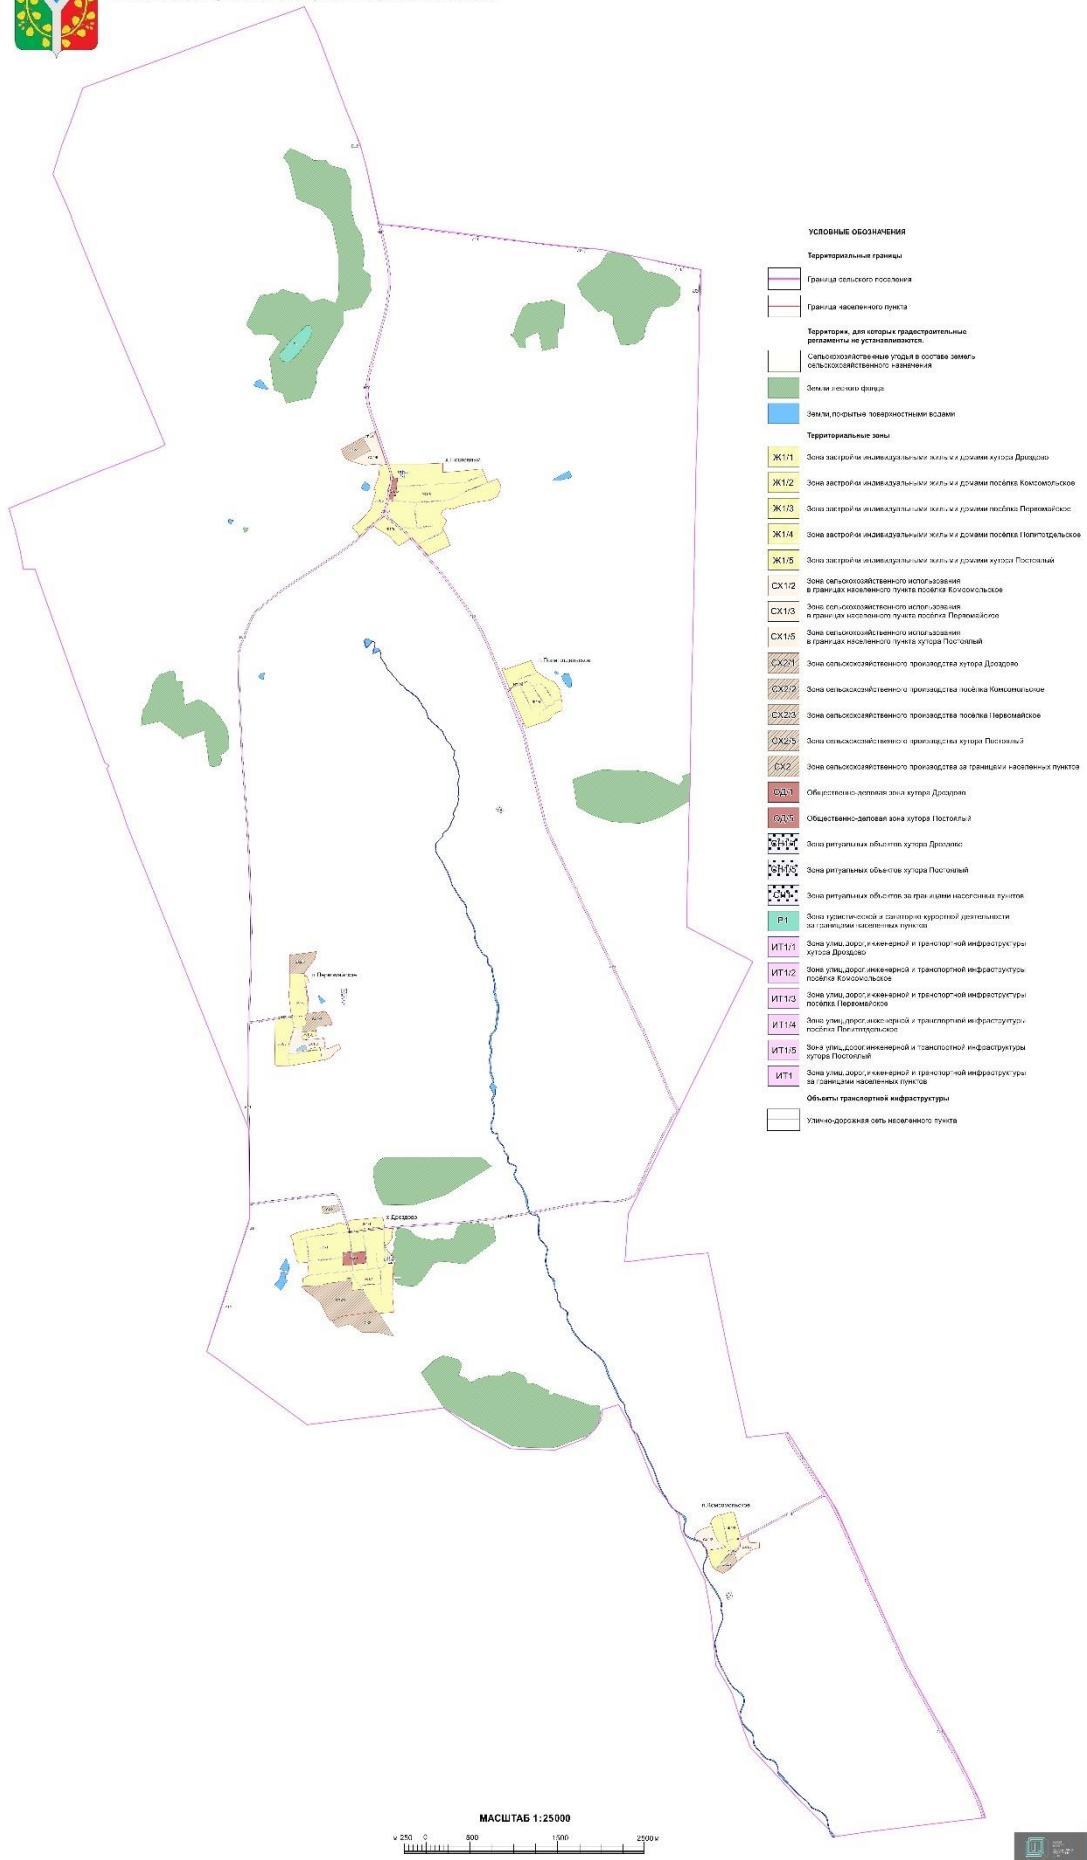 УСЛОВНЫЕ ОБОЗНАЧЕНИЯ
Территориальные границы
Граница сельского поселения
Граница населенного пункта
Территории, для которых градостроительные
регламенты не устанавливаются.
Сельскохозяйственные угодья в составе земель
сельскохозяйственного назначения
Земли лесного фонда
Земли, покрытые поверхностными водами
Территориальные зоны
Ж1/1 Зона застройки индивидуальными жилыми домами хутора Дроздово
Ж1/2 Зона застройки индивидуальными жилыми домами посёлка Комсомольское
Ж1/3 Зона застройки индивидуальными жилыми домами посёлка Первомайское
Ж1/4 Зона застройки индивидуальными жилыми домами посёлка Политотдельское
Ж1/5 Зона застройки индивидуальными жилыми домами хутора Постоялый
СХ1/2 Зона сельскохозяйственного использования
в границах населенного пункта посёлка Комсомольское
СХ1/3 Зона сельскохозяйственного использования
в границах населенного пункта посёлка Первомайское
СХ1/5 Зона сельскохозяйственного использования
в границах населенного пункта хутора Постоялый
СХ2/1 Зона сельскохозяйственного производства хутора Дроздово
СХ2/2 Зона сельскохозяйственного производства посёлка Комсомольское
СХ2/3 Зона сельскохозяйственного производства посёлка Первомайское
СХ2/5 Зона сельскохозяйственного производства хутора Постоялый
СХ2 Зона сельскохозяйственного производства за границами населенных пунктов
ОД/1 Общественно-деловая зона хутора Дроздово
ОД/5 Общественно-деловая зона хутора Постоялый
Зона ритуальных объектов хутора Дроздово
Зона ритуальных объектов хутора Постоялый
Зона ритуальных объектов за границами населенных пунктов
Р1 Зона туристической и санаторно-курортной деятельности
за границами населенных пунктов
ИТ1/1 Зона улиц, дорог, инженерной и транспортной инфраструктуры
хутора Дроздово
ИТ1/2 Зона улиц, дорог, инженерной и транспортной инфраструктуры
посёлка Комсомольское
ИТ1/3 Зона улиц, дорог, инженерной и транспортной инфраструктуры
посёлка Первомайское
ИТ1/4 Зона улиц, дорог, инженерной и транспортной инфраструктуры
посёлка Политотдельское
ИТ1/5 Зона улиц, дорог, инженерной и транспортной инфраструктуры
хутора Постоялый
ИТ1 Зона улиц, дорог, инженерной и транспортной инфраструктуры
за границами населенных пунктов
Объекты транспортной инфраструктуры
Улично-дорожная сеть населенного пункта
п.Первомайское
х.Дроздово
п.Комсомольское
МАСШТАБ 1:25000
м 250 0 800 1600 2500 м